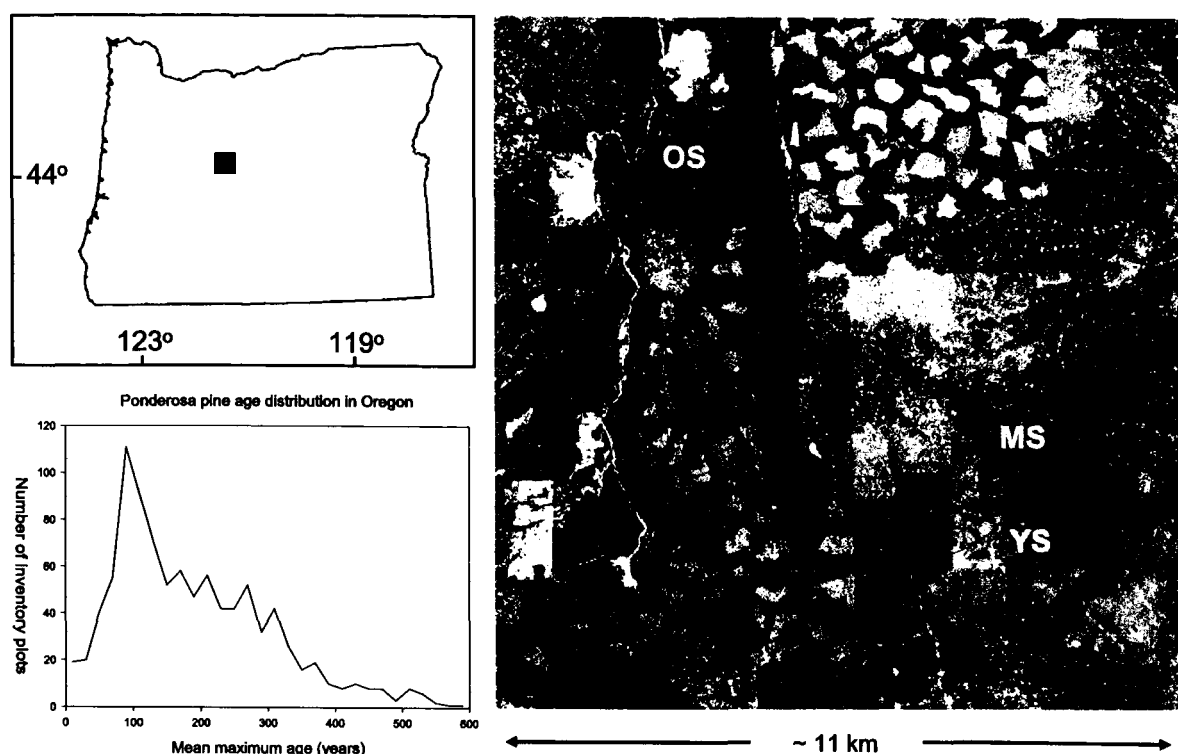 44°
123°
119°
Ponderosa pine age distribution in Oregon
120
100
80
60
40
20
0
Number of inventory plots
0 100 200 300 400 500 600
Mean maximum age (years)
OS
MS
YS
~ 11 km